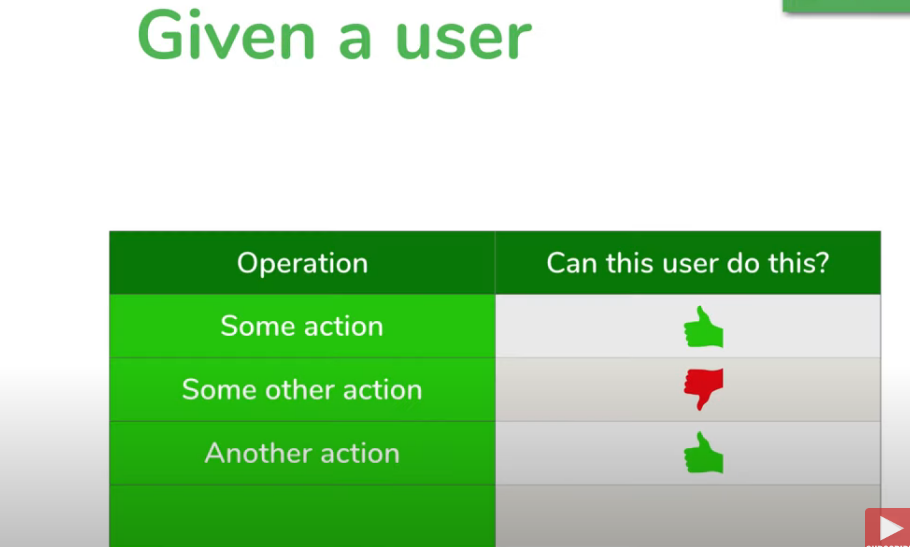 Given a user
Operation
Can this user do this?
Some action
Some other action
Another action